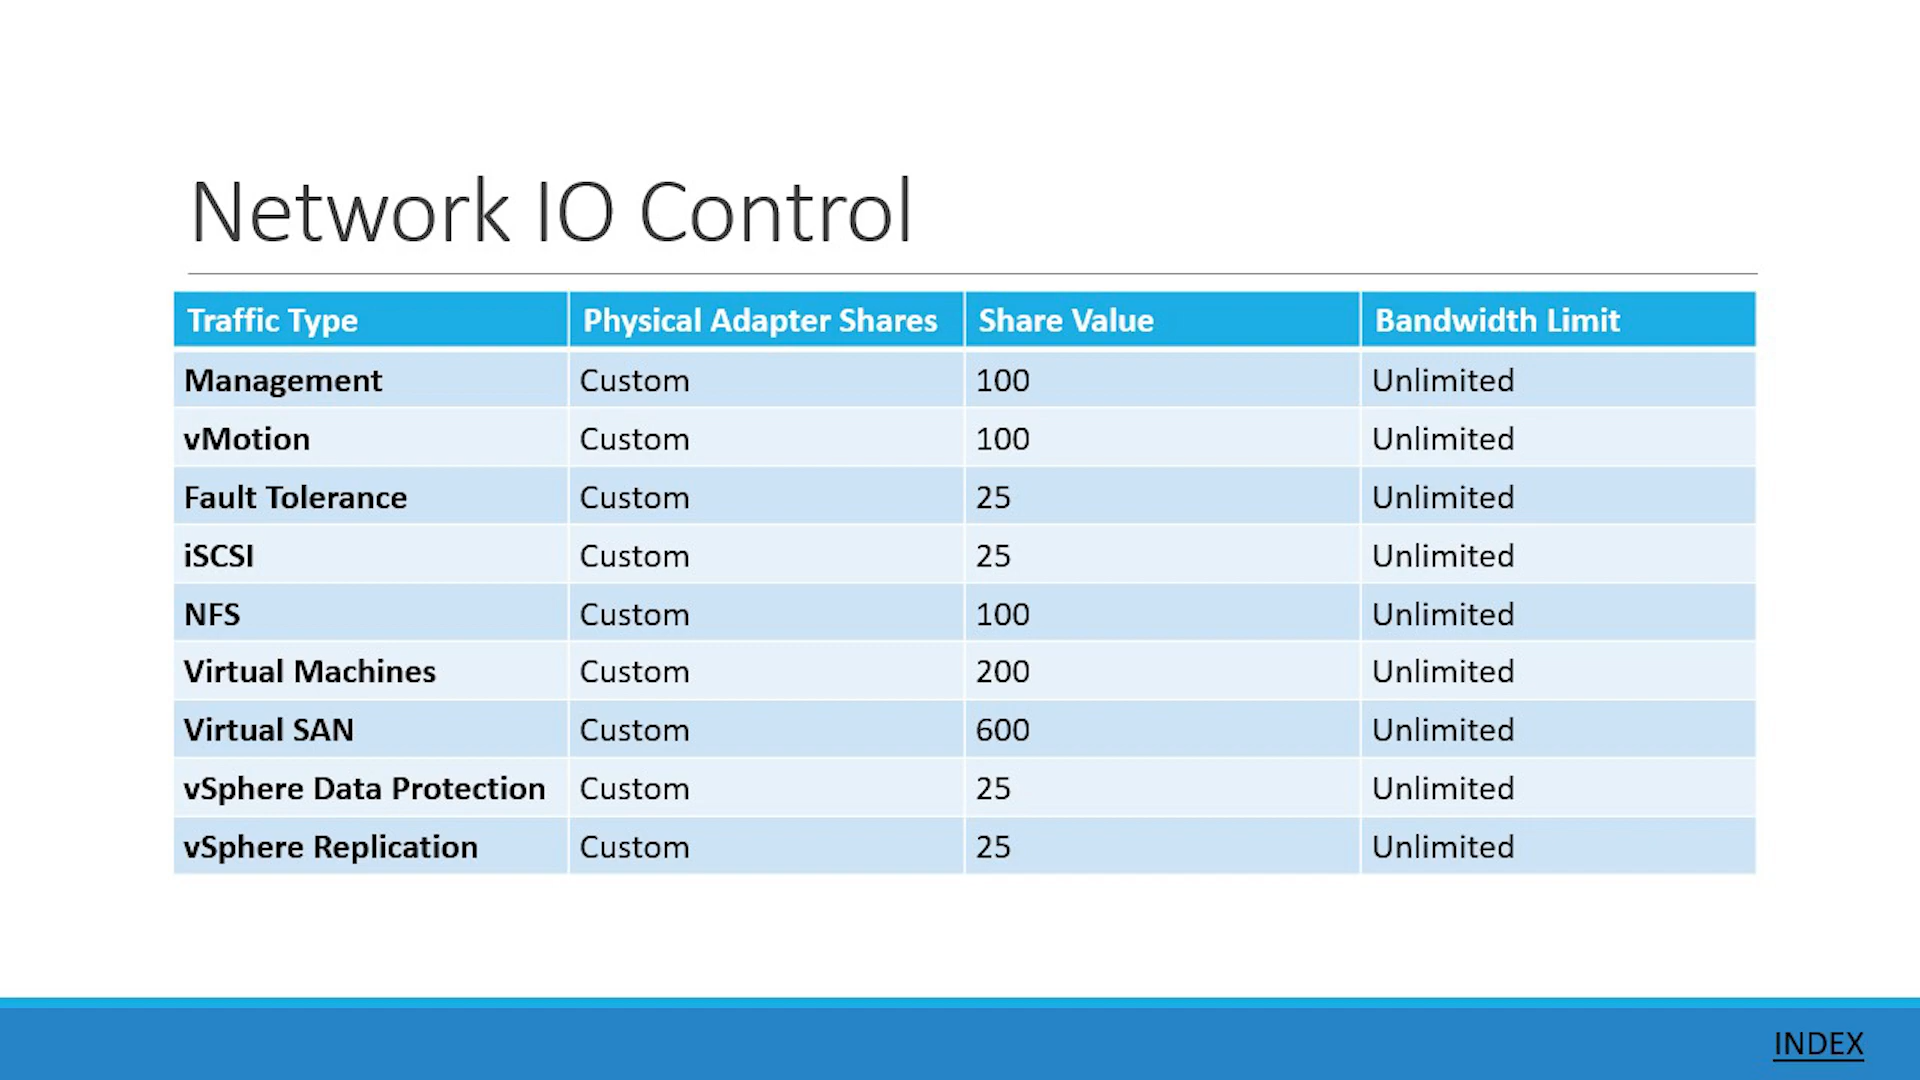 Network IO Control
Traffic Type Physical Adapter Shares Share Value Bandwidth Limit
Management Custom 100 Unlimited
vMotion Custom 100 Unlimited
Fault Tolerance Custom 25 Unlimited
iSCSI Custom 25 Unlimited
NFS Custom 100 Unlimited
Virtual Machines Custom 200 Unlimited
Virtual SAN Custom 600 Unlimited
vSphere Data Protection Custom 25 Unlimited
vSphere Replication Custom 25 Unlimited
INDEX